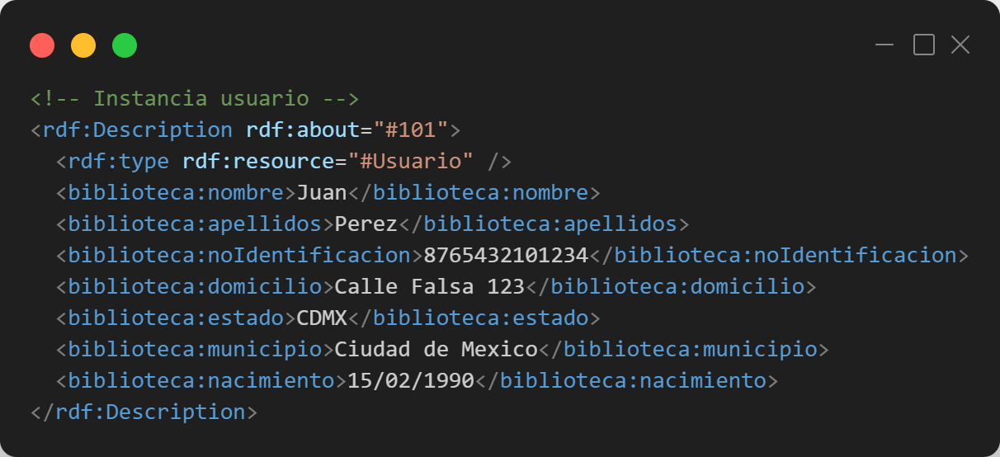 <!-- Instancia usuario -->
<rdf:Description rdf:about="#101">
<rdf:type rdf:resource="#Usuario" />
<biblioteca:nombre>Juan</biblioteca:nombre>
<biblioteca:apellidos>Perez</biblioteca:apellidos>
<biblioteca:noIdentificacion>8765432101234</biblioteca:noIdentificacion>
<biblioteca:domicilio>Calle Falsa 123</biblioteca:domicilio>
<biblioteca:estado>CDMX</biblioteca:estado>
<biblioteca:municipio>Ciudad de Mexico</biblioteca:municipio>
<biblioteca:nacimiento>15/02/1990</biblioteca:nacimiento>
</rdf:Description>